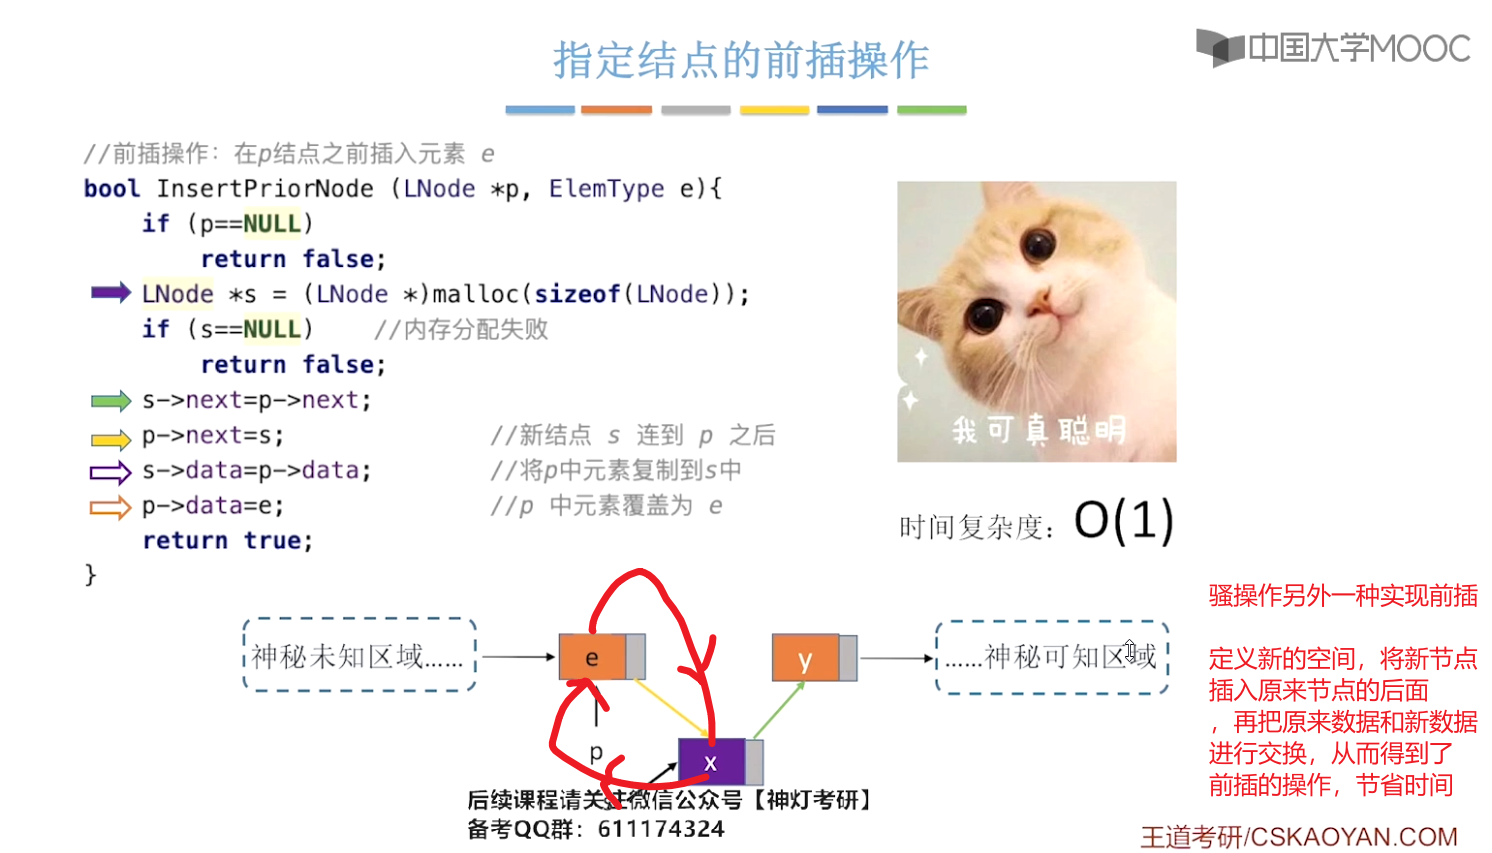 指定结点的前插操作
中国大学MOOC
//前插操作：在p结点之前插入元素 e
bool InsertPriorNode (LNode *p, ElemType e){
if (p==NULL)
return false;
LNode *s = (LNode *)malloc(sizeof(LNode));
if (s==NULL) //内存分配失败
return false;
s->next=p->next;
p->next=s; //新结点 s 连到 p 之后
s->data=p->data; //将p中元素复制到s中
p->data=e; //p 中元素覆盖为 e
return true;
}
我可真聪明
时间复杂度：O(1)
神秘未知区域……
e
y
……神秘可知区域
p
x
s
骚操作另外一种实现前插
定义新的空间，将新节点
插入原来节点的后面
，再把原来数据和新数据
进行交换，从而得到了
前插的操作，节省时间
后续课程请关注微信公众号【神灯考研】
备考QQ群：611174324
王道考研/CSKAOYAN.COM